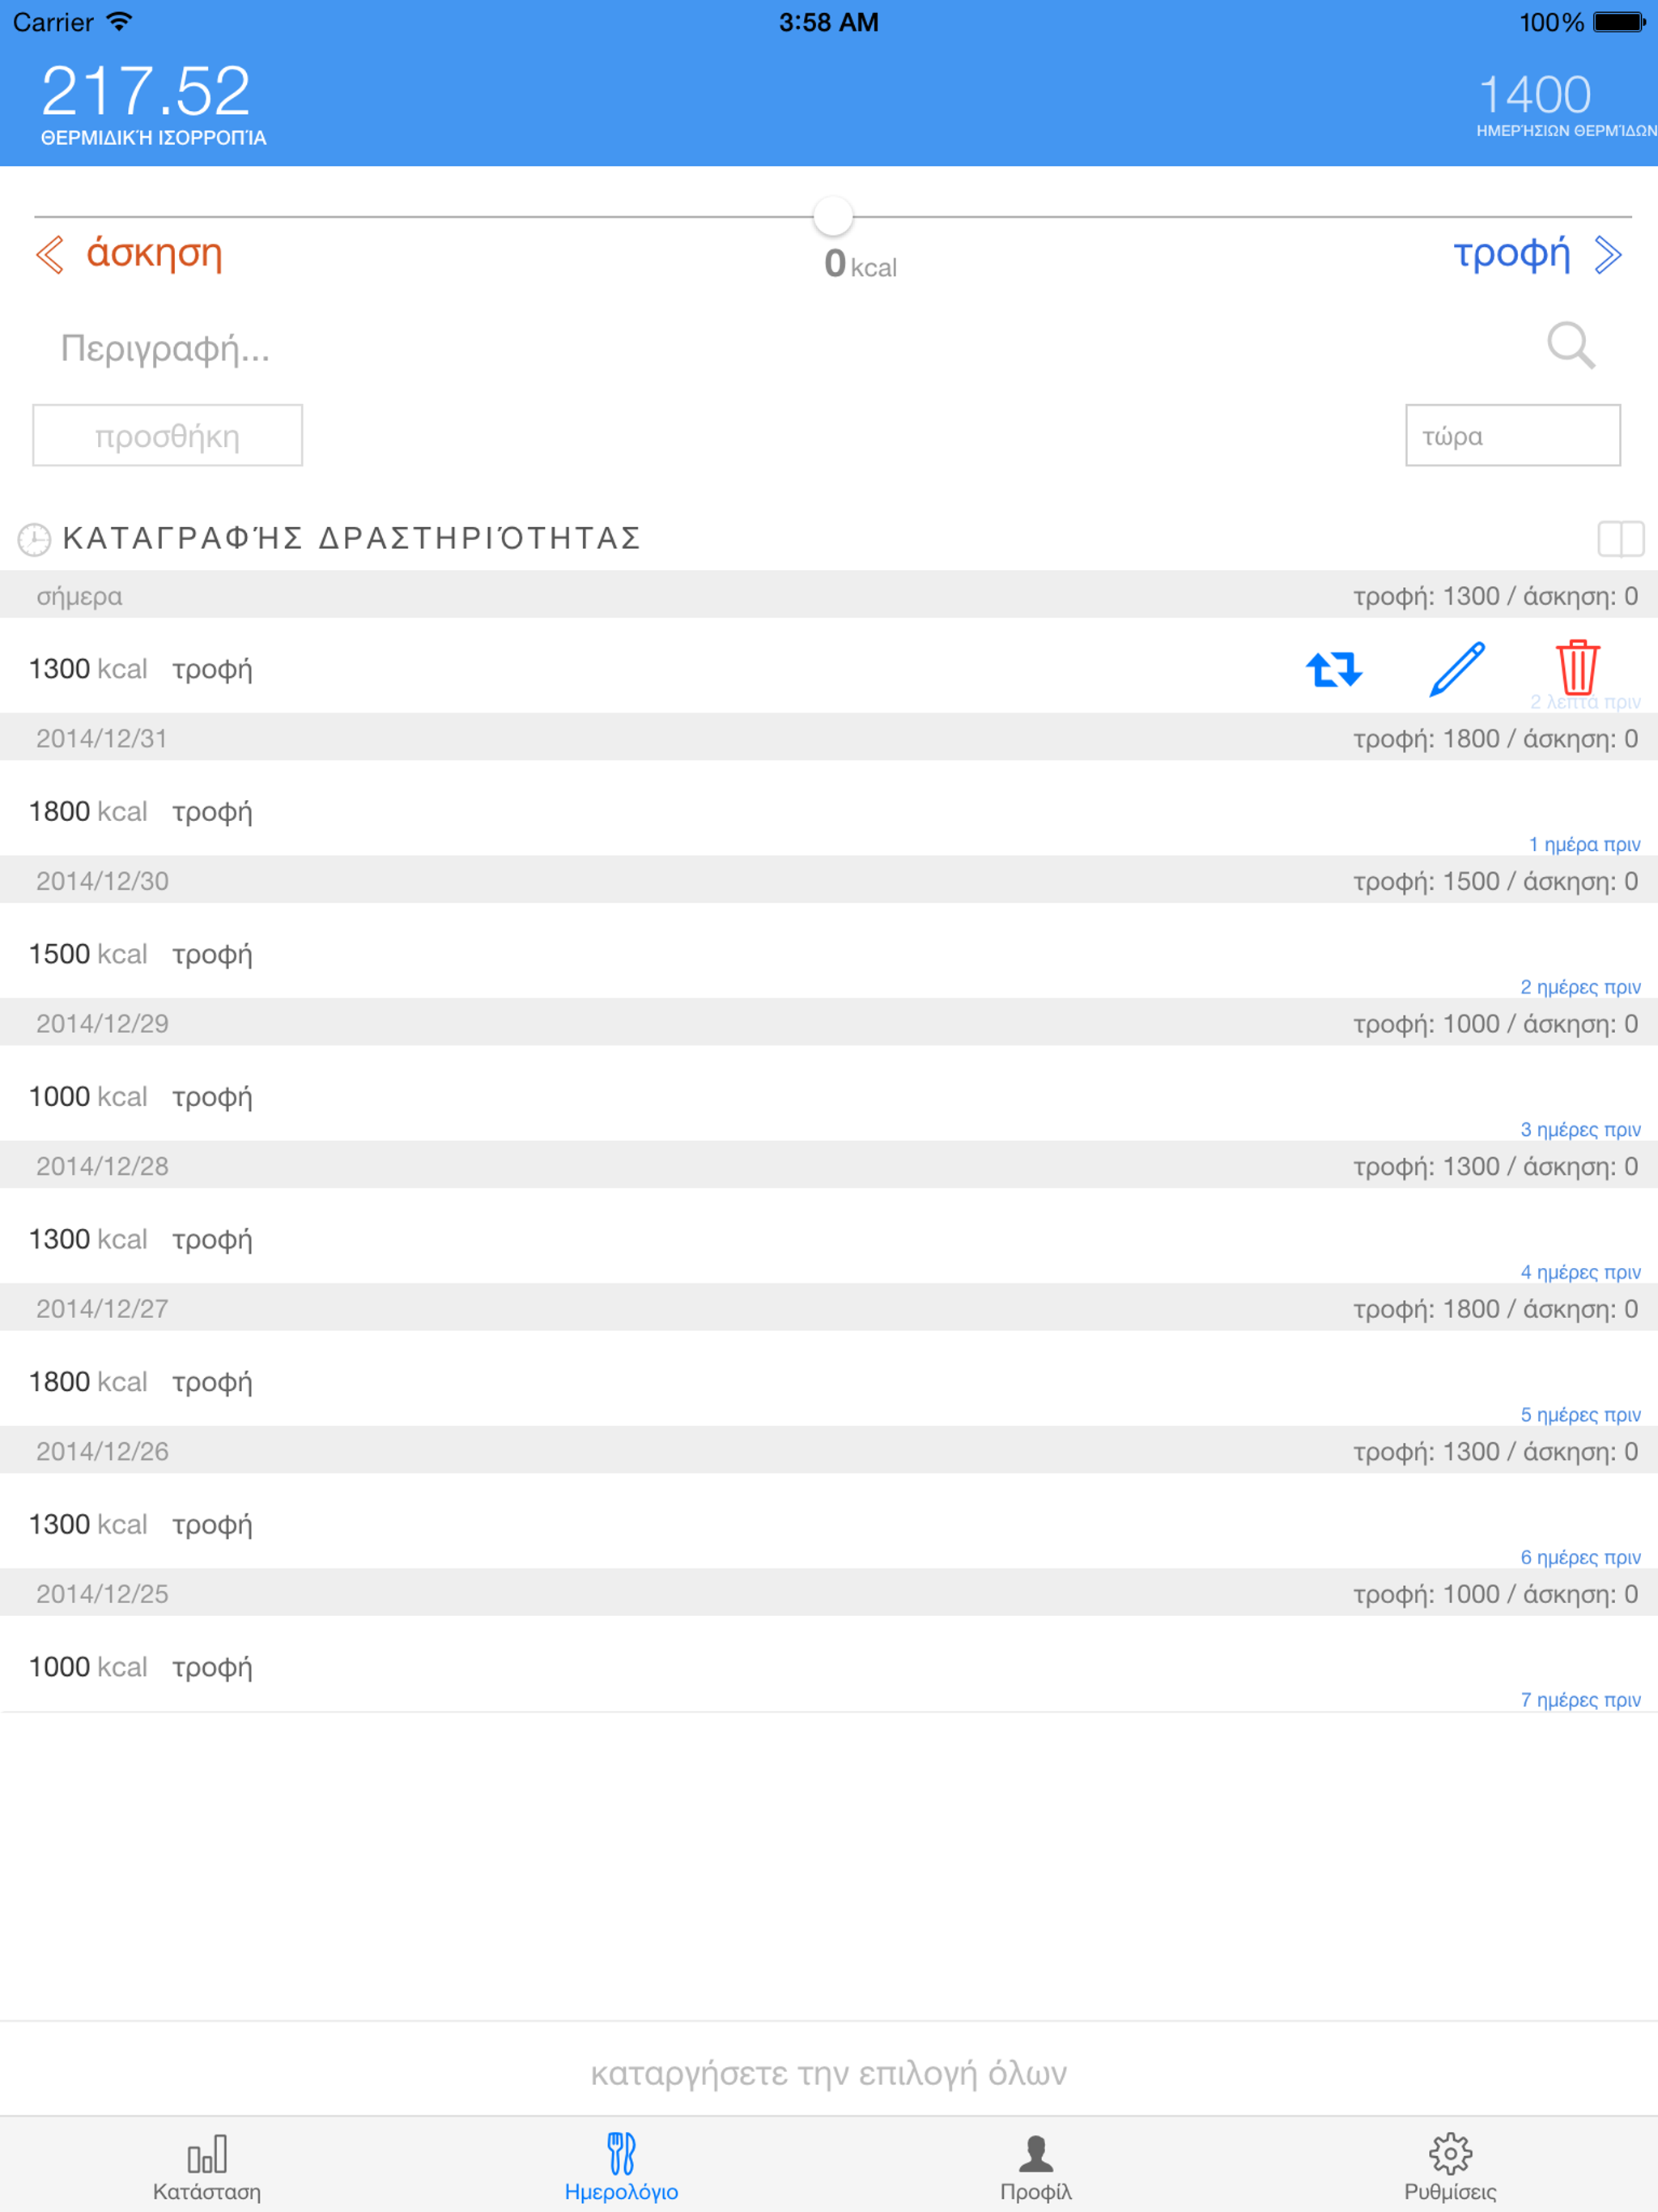 Carrier 3:58 AM 100%
217.52 1400
ΘΕΡΜΙΔΙΚΉ ΙΣΟΡΡΟΠΊΑ ΗΜΕΡΉΣΙΩΝ ΘΕΡΜΊΔΩΝ
άσκηση 0 kcal τροφή
Περιγραφή...
προσθήκη τώρα
ΚΑΤΑΓΡΑΦΉΣ ΔΡΑΣΤΗΡΙΌΤΗΤΑΣ
σήμερα τροφή: 1300 / άσκηση: 0
1300 kcal τροφή
2 λεπτά πριν
2014/12/31 τροφή: 1800 / άσκηση: 0
1800 kcal τροφή
1 ημέρα πριν
2014/12/30 τροφή: 1500 / άσκηση: 0
1500 kcal τροφή
2 ημέρες πριν
2014/12/29 τροφή: 1000 / άσκηση: 0
1000 kcal τροφή
3 ημέρες πριν
2014/12/28 τροφή: 1300 / άσκηση: 0
1300 kcal τροφή
4 ημέρες πριν
2014/12/27 τροφή: 1800 / άσκηση: 0
1800 kcal τροφή
5 ημέρες πριν
2014/12/26 τροφή: 1300 / άσκηση: 0
1300 kcal τροφή
6 ημέρες πριν
2014/12/25 τροφή: 1000 / άσκηση: 0
1000 kcal τροφή
7 ημέρες πριν
καταργήσετε την επιλογή όλων
Κατάσταση Ημερολόγιο Προφίλ Ρυθμίσεις